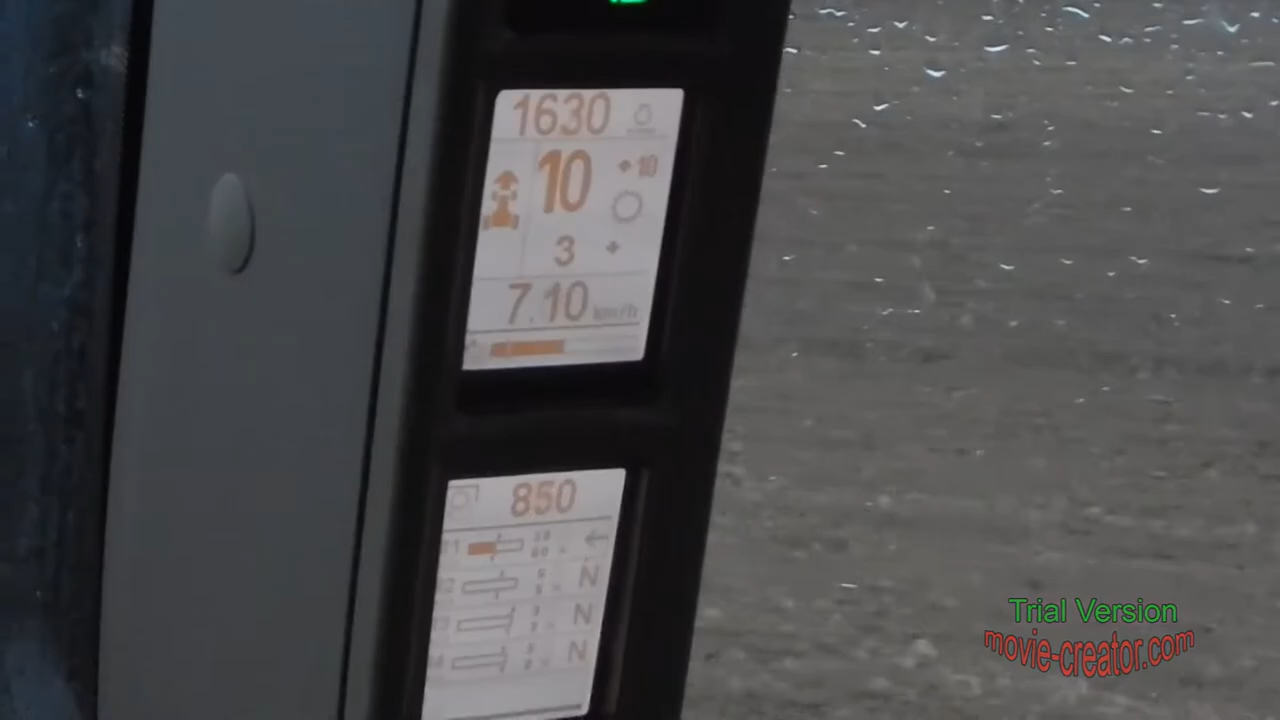 1630
10 +10
3 +
7.10 km/h
850
N
N
N
Trial Version
movie-creator.com